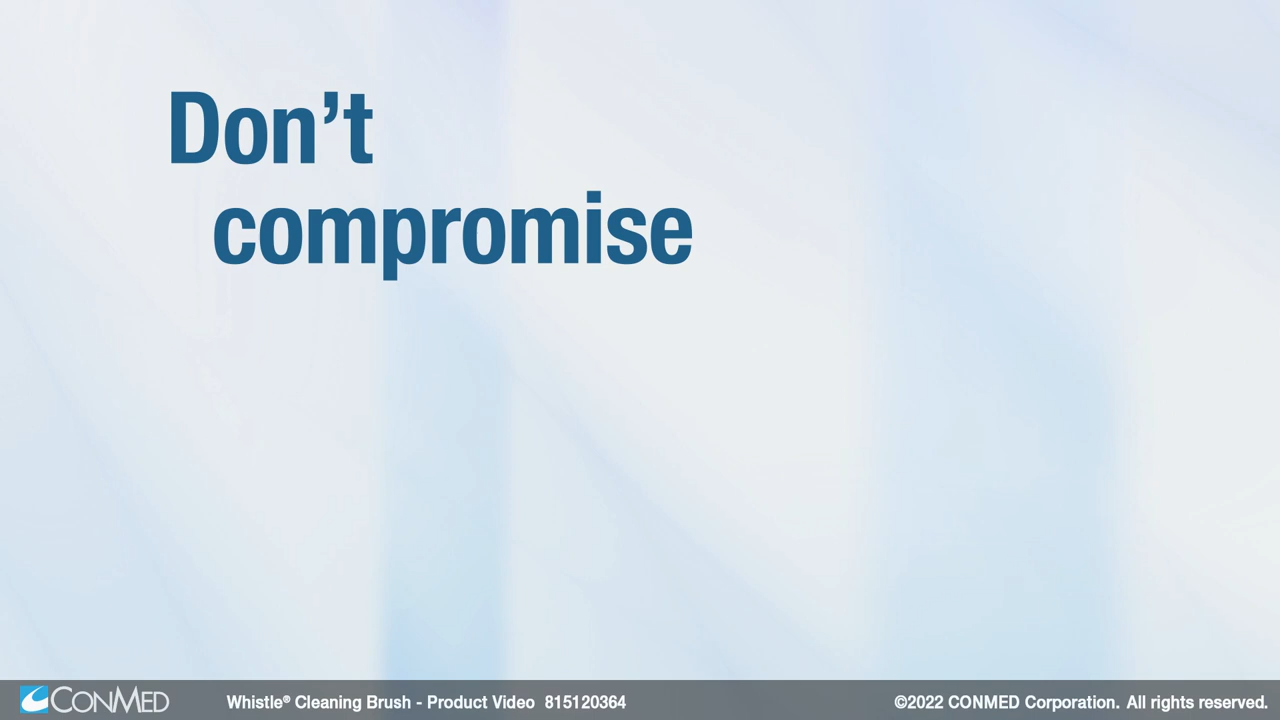 Don’t
compromise
CONMED Whistle® Cleaning Brush - Product Video 815120364 ©2022 CONMED Corporation. All rights reserved.